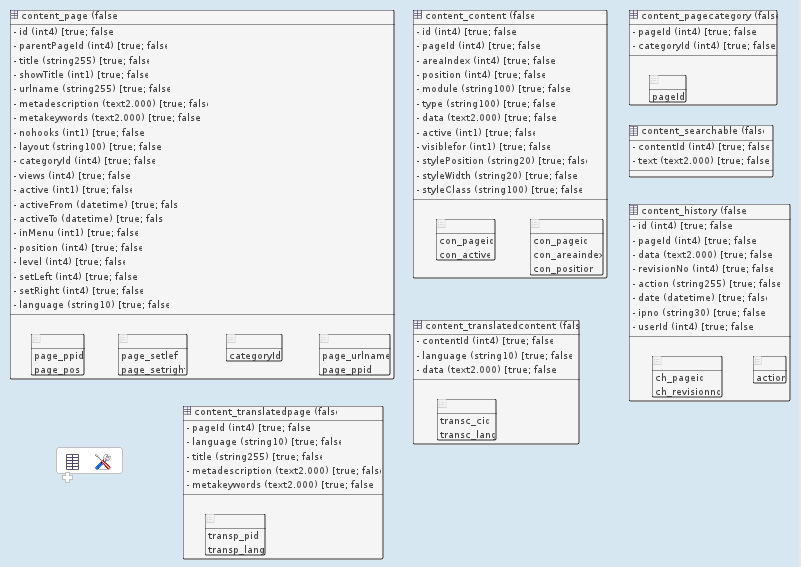 content_page (false
- id (int4) [true; false
- parentPageId (int4) [true; false
- title (string255) [true; false
- showTitle (int1) [true; false
- urlname (string255) [true; false
- metadescription (text2.000) [true; false
- metakeywords (text2.000) [true; false
- nohooks (int1) [true; false
- layout (string100) [true; false
- categoryId (int4) [true; false
- views (int4) [true; false
- active (int1) [true; false
- activeFrom (datetime) [true; fals
- activeTo (datetime) [true; fals
- inMenu (int1) [true; false
- position (int4) [true; false
- level (int4) [true; false
- setLeft (int4) [true; false
- setRight (int4) [true; false
- language (string10) [true; false
page_ppid
page_pos
page_setlef
page_setrigh
categoryId
page_urlname
page_ppid
content_content (false
- id (int4) [true; false
- pageId (int4) [true; false
- areaIndex (int4) [true; false
- position (int4) [true; false
- module (string100) [true; false
- type (string100) [true; false
- data (text2.000) [true; false
- active (int1) [true; false
- visiblefor (int1) [true; false
- stylePosition (string20) [true; false
- styleWidth (string20) [true; false
- styleClass (string100) [true; false
con_pageid
con_active
con_pageid
con_areaindex
con_position
content_pagecategory (false
- pageId (int4) [true; false
- categoryId (int4) [true; false
pageId
content_searchable (false
- contentId (int4) [true; false
- text (text2.000) [true; false
content_history (false
- id (int4) [true; false
- pageId (int4) [true; false
- data (text2.000) [true; false
- revisionNo (int4) [true; false
- action (string255) [true; false
- date (datetime) [true; false
- ipno (string30) [true; false
- userId (int4) [true; false
ch_pageid
ch_revisionno
action
content_translatedcontent (fals
- contentId (int4) [true; false
- language (string10) [true; false
- data (text2.000) [true; false
transc_cid
transc_lang
content_translatedpage (false
- pageId (int4) [true; false
- language (string10) [true; false
- title (string255) [true; false
- metadescription (text2.000) [true; false
- metakeywords (text2.000) [true; false
transp_pid
transp_lang